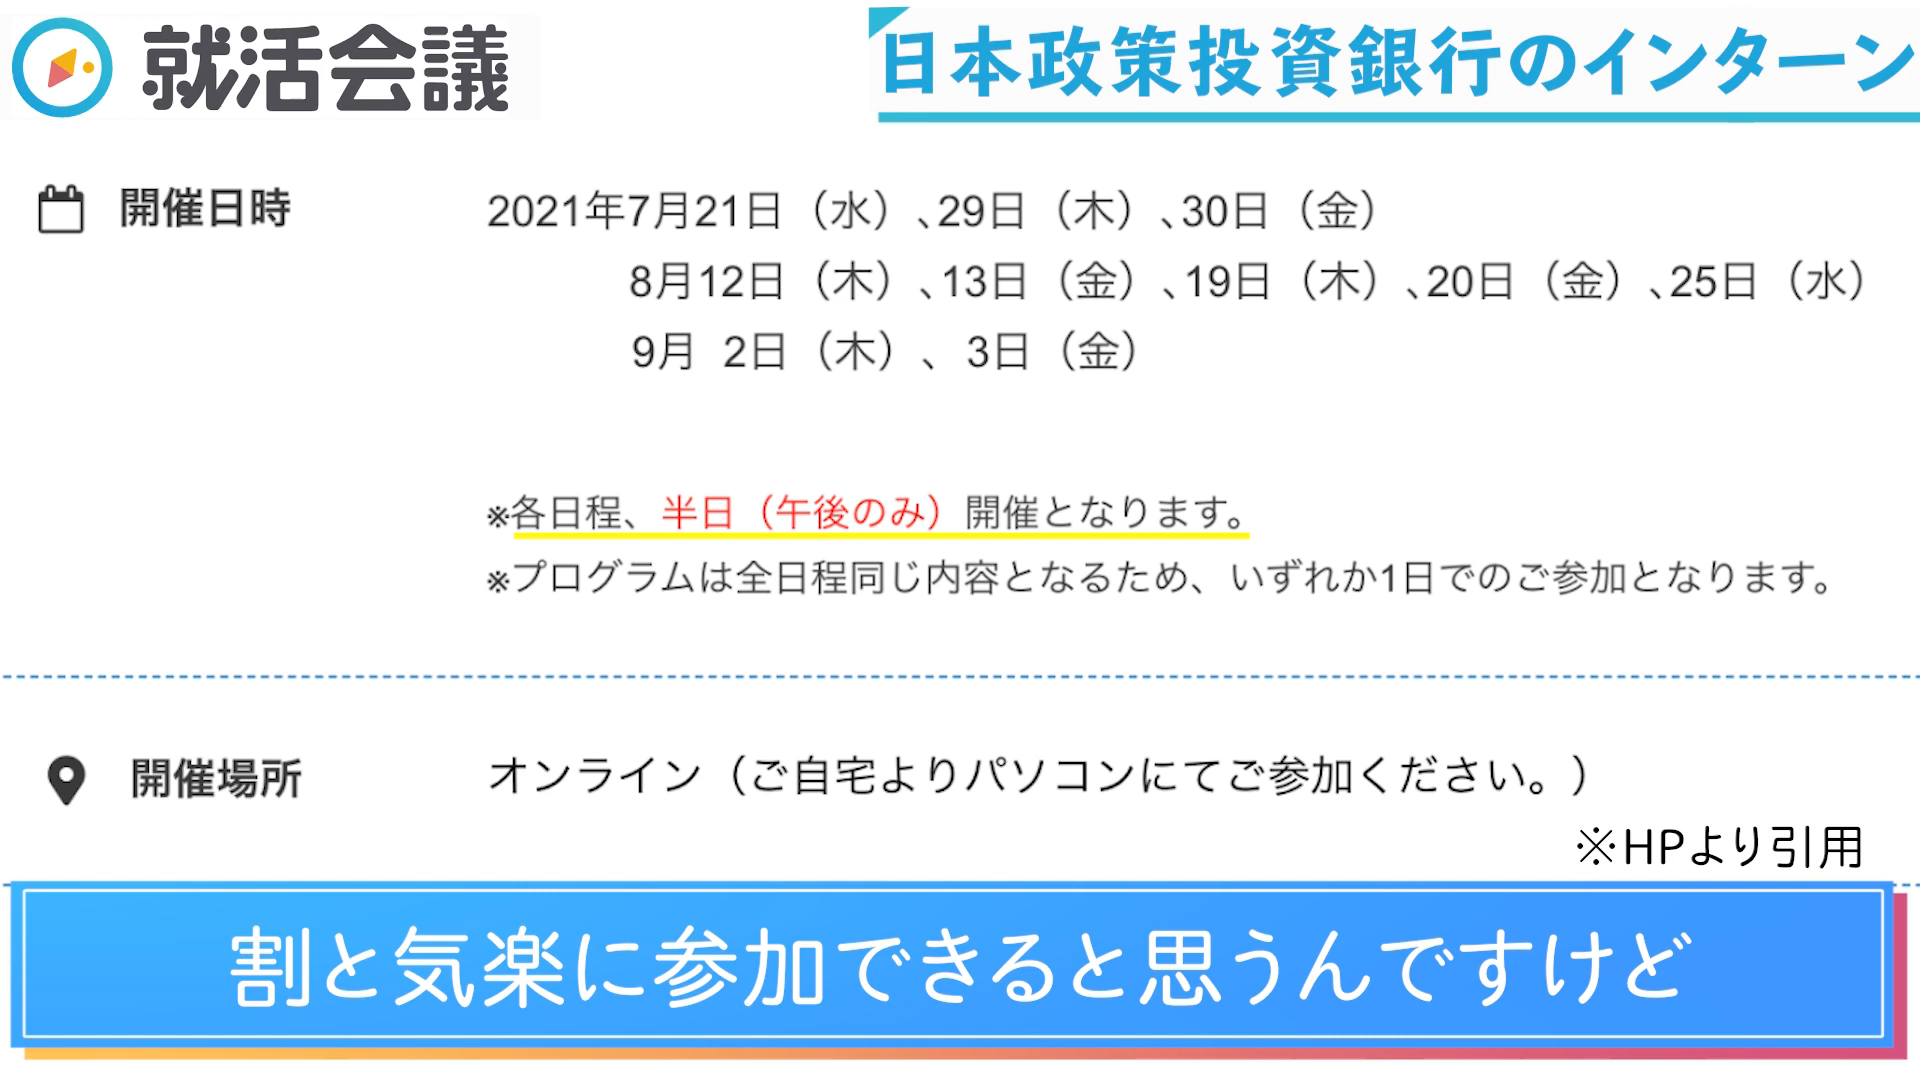 就活会議
日本政策投資銀行のインターン
開催日時
2021年7月21日（水）、29日（木）、30日（金）
8月12日（木）、13日（金）、19日（木）、20日（金）、25日（水）
9月 2日（木）、3日（金）
※各日程、半日（午後のみ）開催となります。
※プログラムは全日程同じ内容となるため、いずれか1日でのご参加となります。
開催場所
オンライン（ご自宅よりパソコンにてご参加ください。）
※HPより引用
割と気楽に参加できると思うんですけど